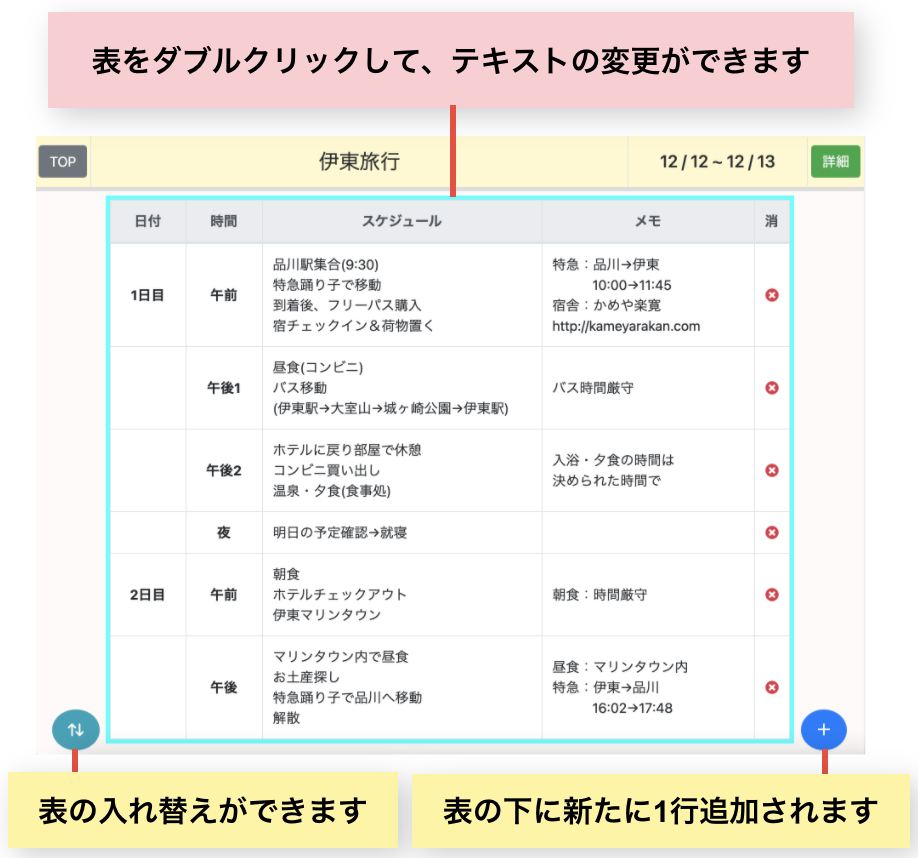 表をダブルクリックして、テキストの変更ができます
TOP
伊東旅行
12 / 12 ~ 12 / 13
詳細
日付 時間 スケジュール メモ 消
1日目 午前
品川駅集合(9:30)
特急踊り子で移動
到着後、フリーパス購入
宿チェックイン＆荷物置く
特急：品川→伊東
10:00→11:45
宿舎：かめや楽寛
http://kameyarakan.com
午後1
昼食(コンビニ)
バス移動
(伊東駅→大室山→城ヶ崎公園→伊東駅)
バス時間厳守
午後2
ホテルに戻り部屋で休憩
コンビニ買い出し
温泉・夕食(食事処)
入浴・夕食の時間は
決められた時間で
夜
明日の予定確認→就寝
2日目 午前
朝食
ホテルチェックアウト
伊東マリンタウン
朝食：時間厳守
午後
マリンタウン内で昼食
お土産探し
特急踊り子で品川へ移動
解散
昼食：マリンタウン内
特急：伊東→品川
16:02→17:48
表の入れ替えができます
表の下に新たに1行追加されます